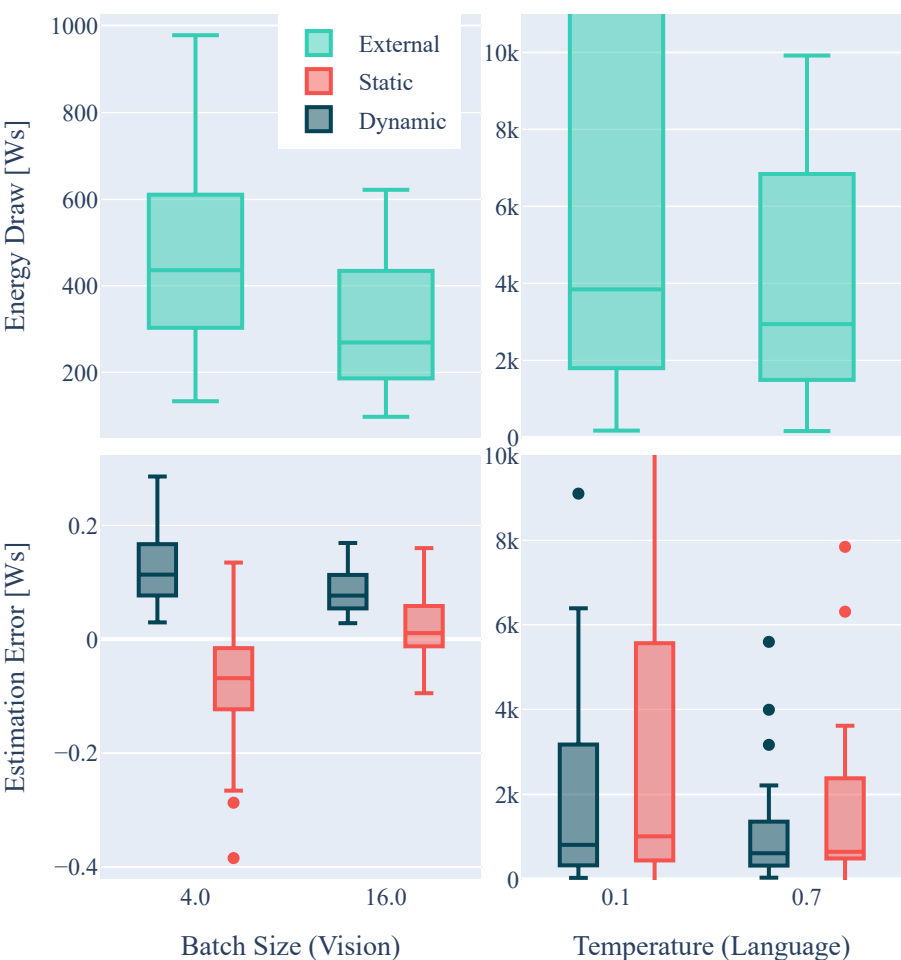 1000
800
600
400
200
Energy Draw [Ws]
External
Static
Dynamic
10k
8k
6k
4k
2k
0
0.2
0
−0.2
−0.4
Estimation Error [Ws]
4.0
16.0
Batch Size (Vision)
10k
8k
6k
4k
2k
0
0.1
0.7
Temperature (Language)